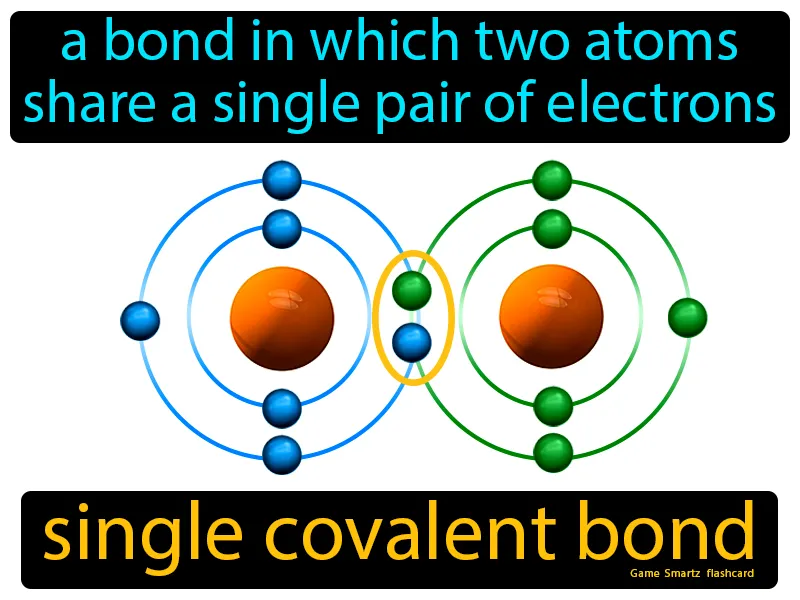 a bond in which two atoms
share a single pair of electrons
single covalent bond
Game Smartz flashcard